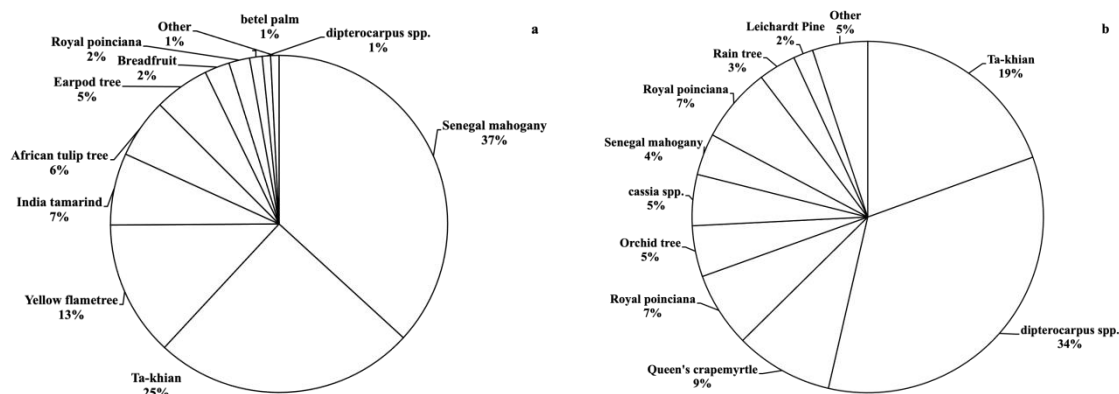 a
Other
1%
betel palm
1%
dipterocarpus spp.
1%
Royal poinciana
2%
Breadfruit
2%
Earpod tree
5%
African tulip tree
6%
India tamarind
7%
Yellow flametree
13%
Ta-khian
25%
Senegal mahogany
37%
b
Leichardt Pine
2%
Other
5%
Rain tree
3%
Royal poinciana
7%
Senegal mahogany
4%
cassia spp.
5%
Orchid tree
5%
Royal poinciana
7%
Queen's crapemyrtle
9%
Ta-khian
19%
dipterocarpus spp.
34%